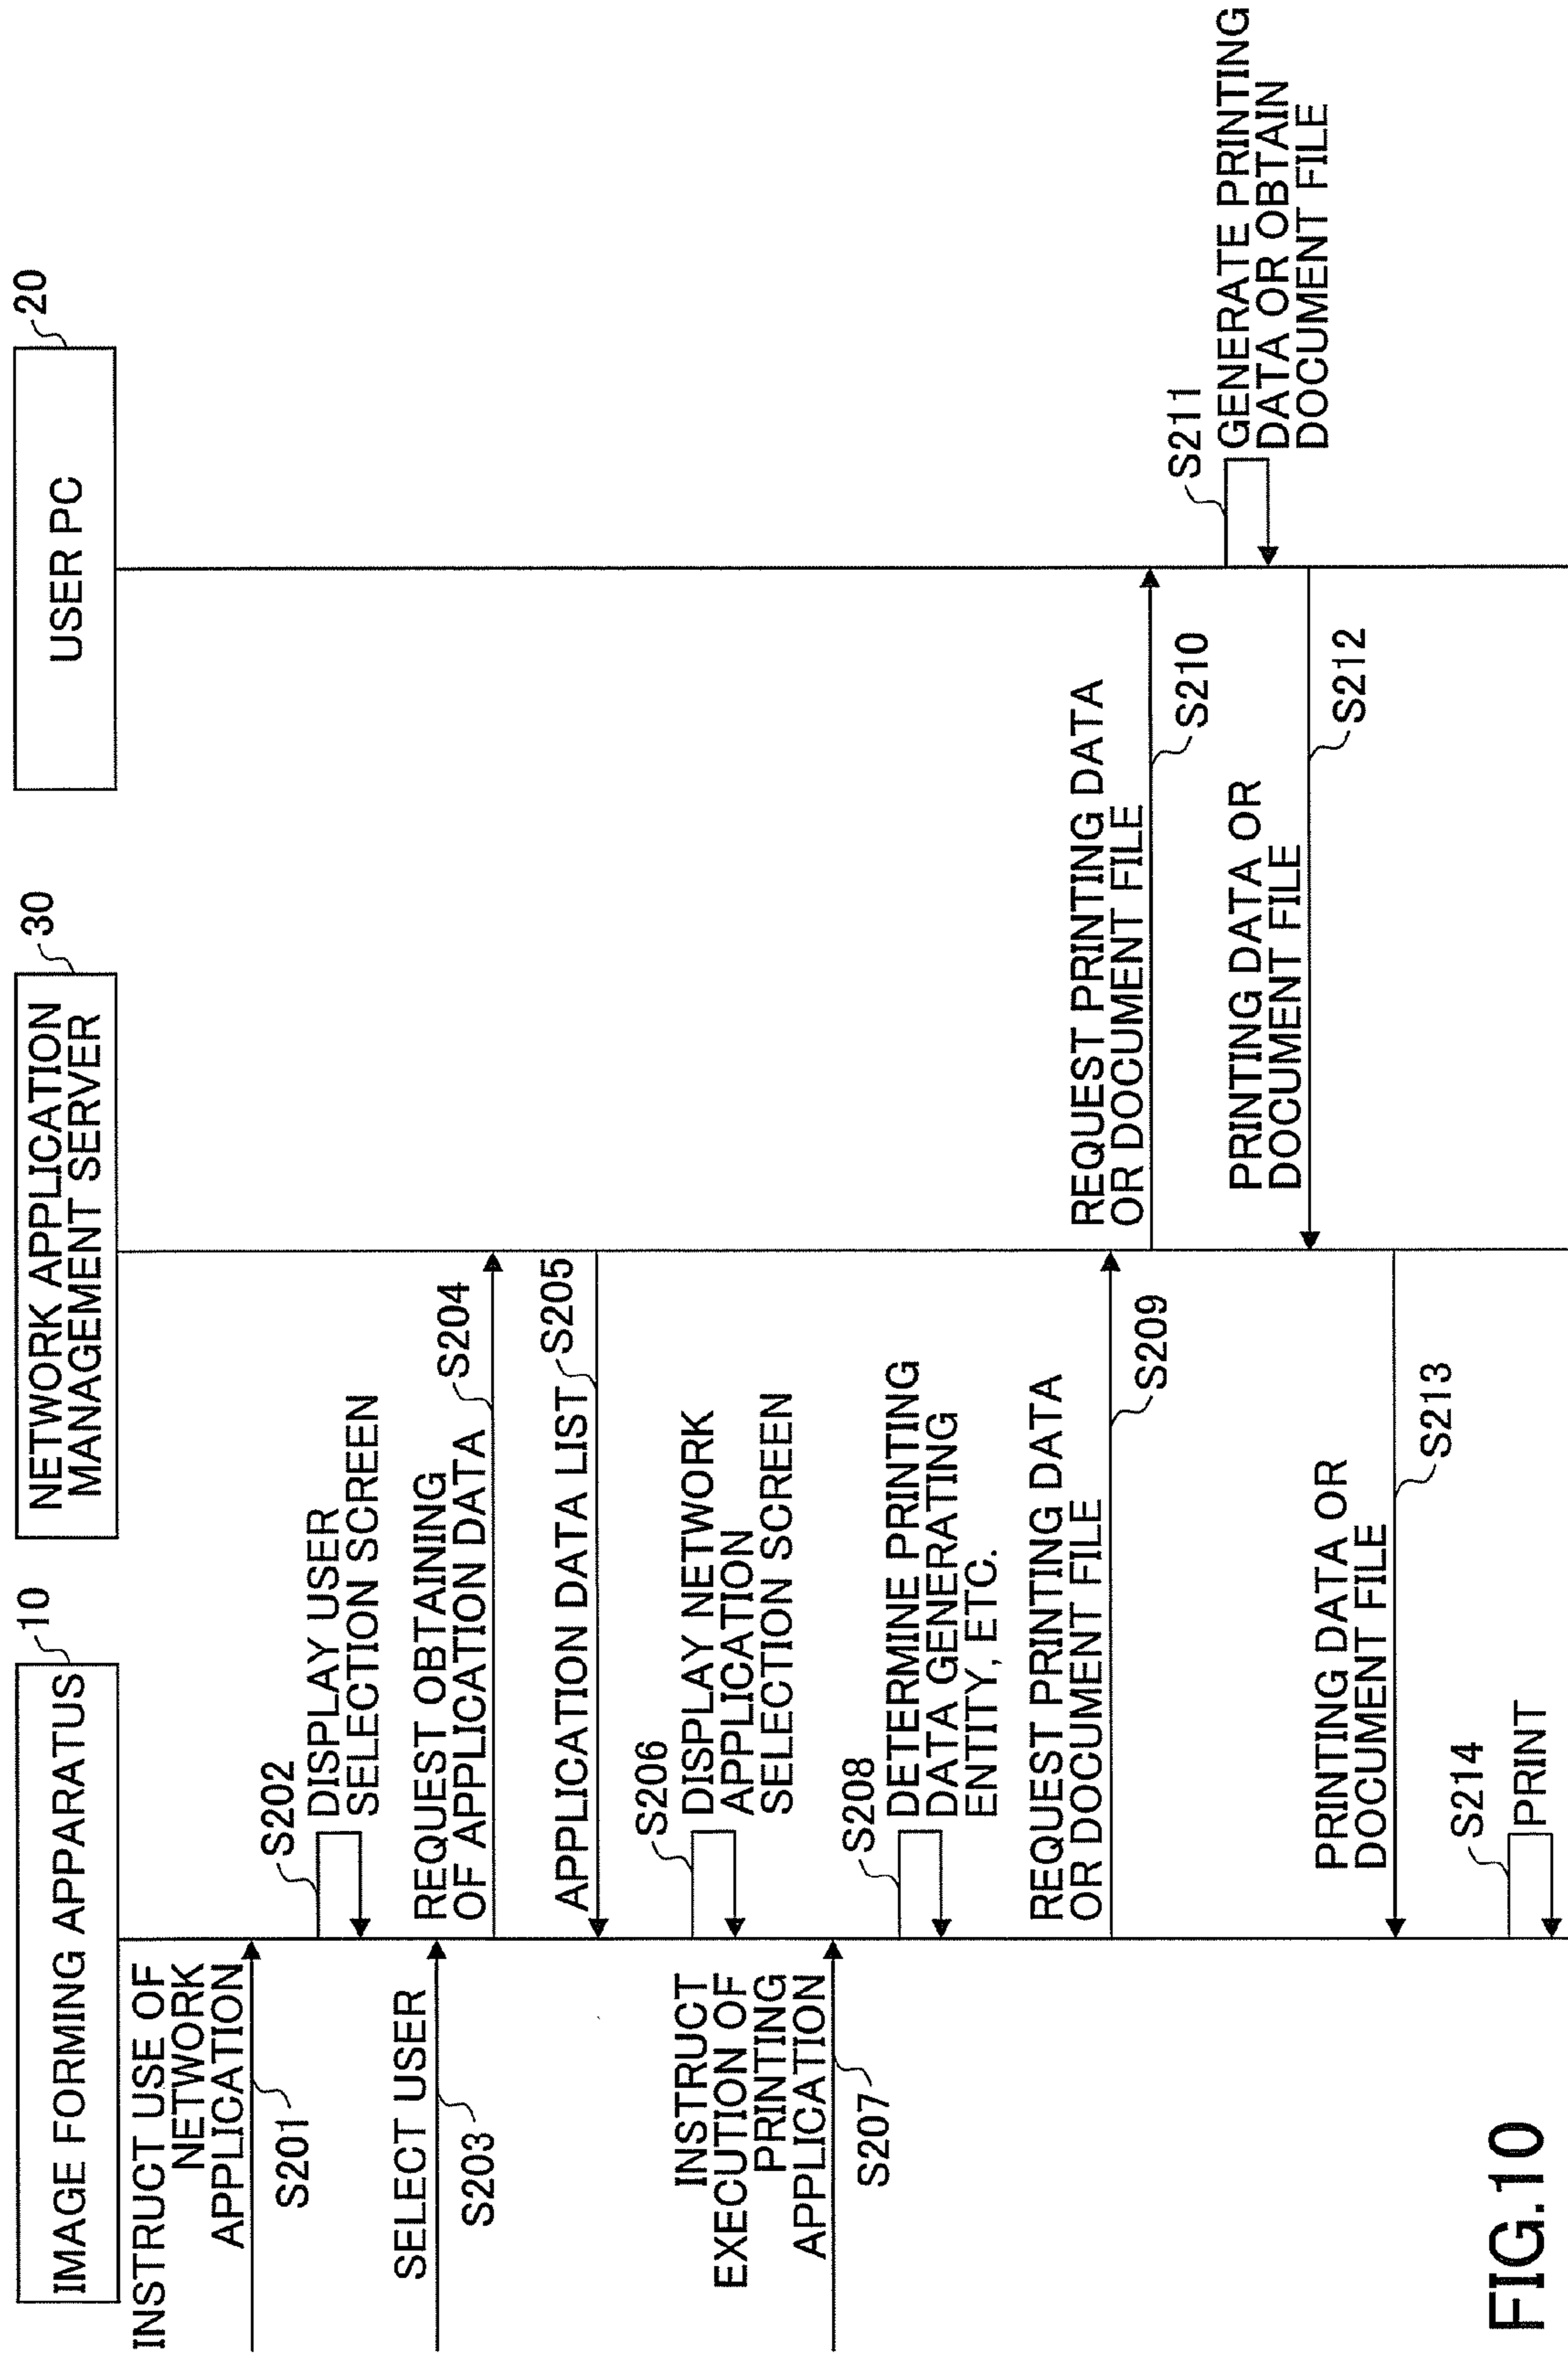 IMAGE FORMING APPARATUS
10
NETWORK APPLICATION
MANAGEMENT SERVER
30
USER PC
20
INSTRUCT USE OF
NETWORK
APPLICATION
S201
S202
DISPLAY USER
SELECTION SCREEN
SELECT USER
S203
REQUEST OBTAINING
OF APPLICATION DATA
S204
APPLICATION DATA LIST
S205
S206
DISPLAY NETWORK
APPLICATION
SELECTION SCREEN
INSTRUCT
EXECUTION OF
PRINTING
APPLICATION
S207
S208
DETERMINE PRINTING
DATA GENERATING
ENTITY, ETC.
REQUEST PRINTING DATA
OR DOCUMENT FILE
S209
REQUEST PRINTING DATA
OR DOCUMENT FILE
S210
S211
GENERATE PRINTING
DATA OR OBTAIN
DOCUMENT FILE
PRINTING DATA OR
DOCUMENT FILE
S212
PRINTING DATA OR
DOCUMENT FILE
S213
S214
PRINT
FIG.10